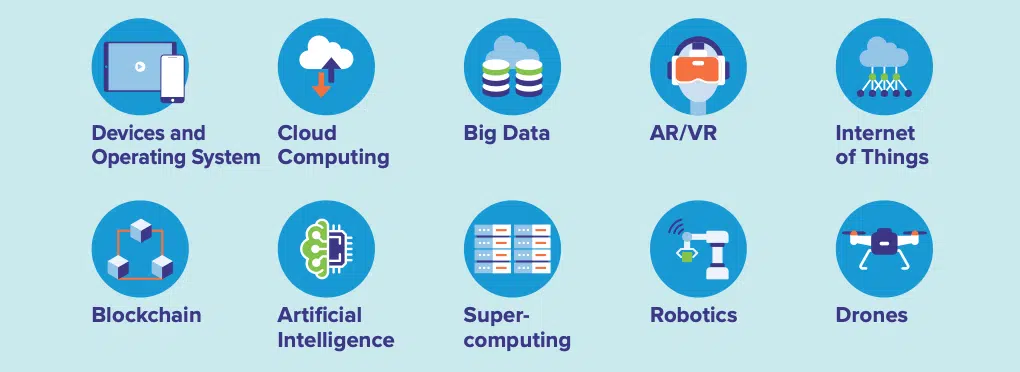 Devices and
Operating System
Cloud
Computing
Big Data
AR/VR
Internet
of Things
Blockchain
Artificial
Intelligence
Super-
computing
Robotics
Drones